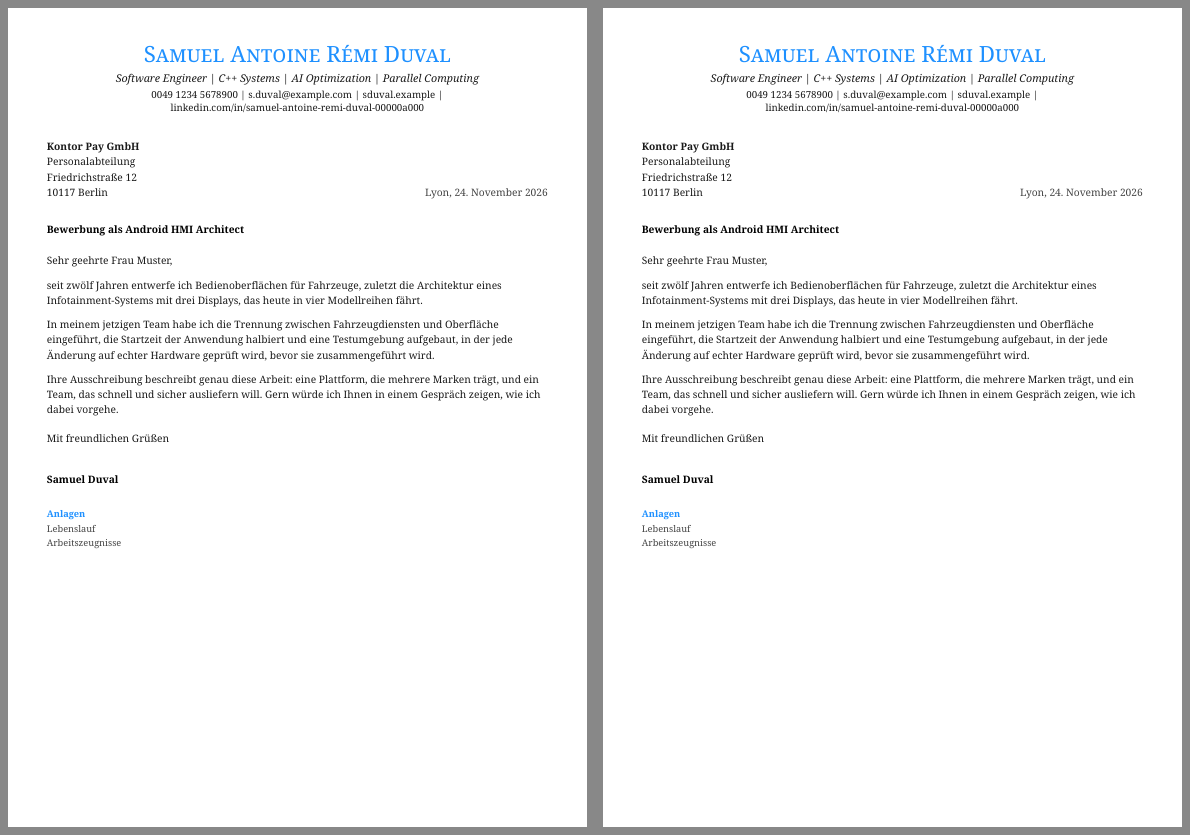 SAMUEL ANTOINE RÉMI DUVAL
Software Engineer | C++ Systems | AI Optimization | Parallel Computing
0049 1234 5678900 | s.duval@example.com | sduval.example |
linkedin.com/in/samuel-antoine-remi-duval-00000a000
Kontor Pay GmbH
Personalabteilung
Friedrichstraße 12
10117 Berlin Lyon, 24. November 2026
Bewerbung als Android HMI Architect
Sehr geehrte Frau Muster,
seit zwölf Jahren entwerfe ich Bedienoberflächen für Fahrzeuge, zuletzt die Architektur eines
Infotainment-Systems mit drei Displays, das heute in vier Modellreihen fährt.
In meinem jetzigen Team habe ich die Trennung zwischen Fahrzeugdiensten und Oberfläche
eingeführt, die Startzeit der Anwendung halbiert und eine Testumgebung aufgebaut, in der jede
Änderung auf echter Hardware geprüft wird, bevor sie zusammengeführt wird.
Ihre Ausschreibung beschreibt genau diese Arbeit: eine Plattform, die mehrere Marken trägt, und ein
Team, das schnell und sicher ausliefern will. Gern würde ich Ihnen in einem Gespräch zeigen, wie ich
dabei vorgehe.
Mit freundlichen Grüßen
Samuel Duval
Anlagen
Lebenslauf
Arbeitszeugnisse
SAMUEL ANTOINE RÉMI DUVAL
Software Engineer | C++ Systems | AI Optimization | Parallel Computing
0049 1234 5678900 | s.duval@example.com | sduval.example |
linkedin.com/in/samuel-antoine-remi-duval-00000a000
Kontor Pay GmbH
Personalabteilung
Friedrichstraße 12
10117 Berlin Lyon, 24. November 2026
Bewerbung als Android HMI Architect
Sehr geehrte Frau Muster,
seit zwölf Jahren entwerfe ich Bedienoberflächen für Fahrzeuge, zuletzt die Architektur eines
Infotainment-Systems mit drei Displays, das heute in vier Modellreihen fährt.
In meinem jetzigen Team habe ich die Trennung zwischen Fahrzeugdiensten und Oberfläche
eingeführt, die Startzeit der Anwendung halbiert und eine Testumgebung aufgebaut, in der jede
Änderung auf echter Hardware geprüft wird, bevor sie zusammengeführt wird.
Ihre Ausschreibung beschreibt genau diese Arbeit: eine Plattform, die mehrere Marken trägt, und ein
Team, das schnell und sicher ausliefern will. Gern würde ich Ihnen in einem Gespräch zeigen, wie ich
dabei vorgehe.
Mit freundlichen Grüßen
Samuel Duval
Anlagen
Lebenslauf
Arbeitszeugnisse